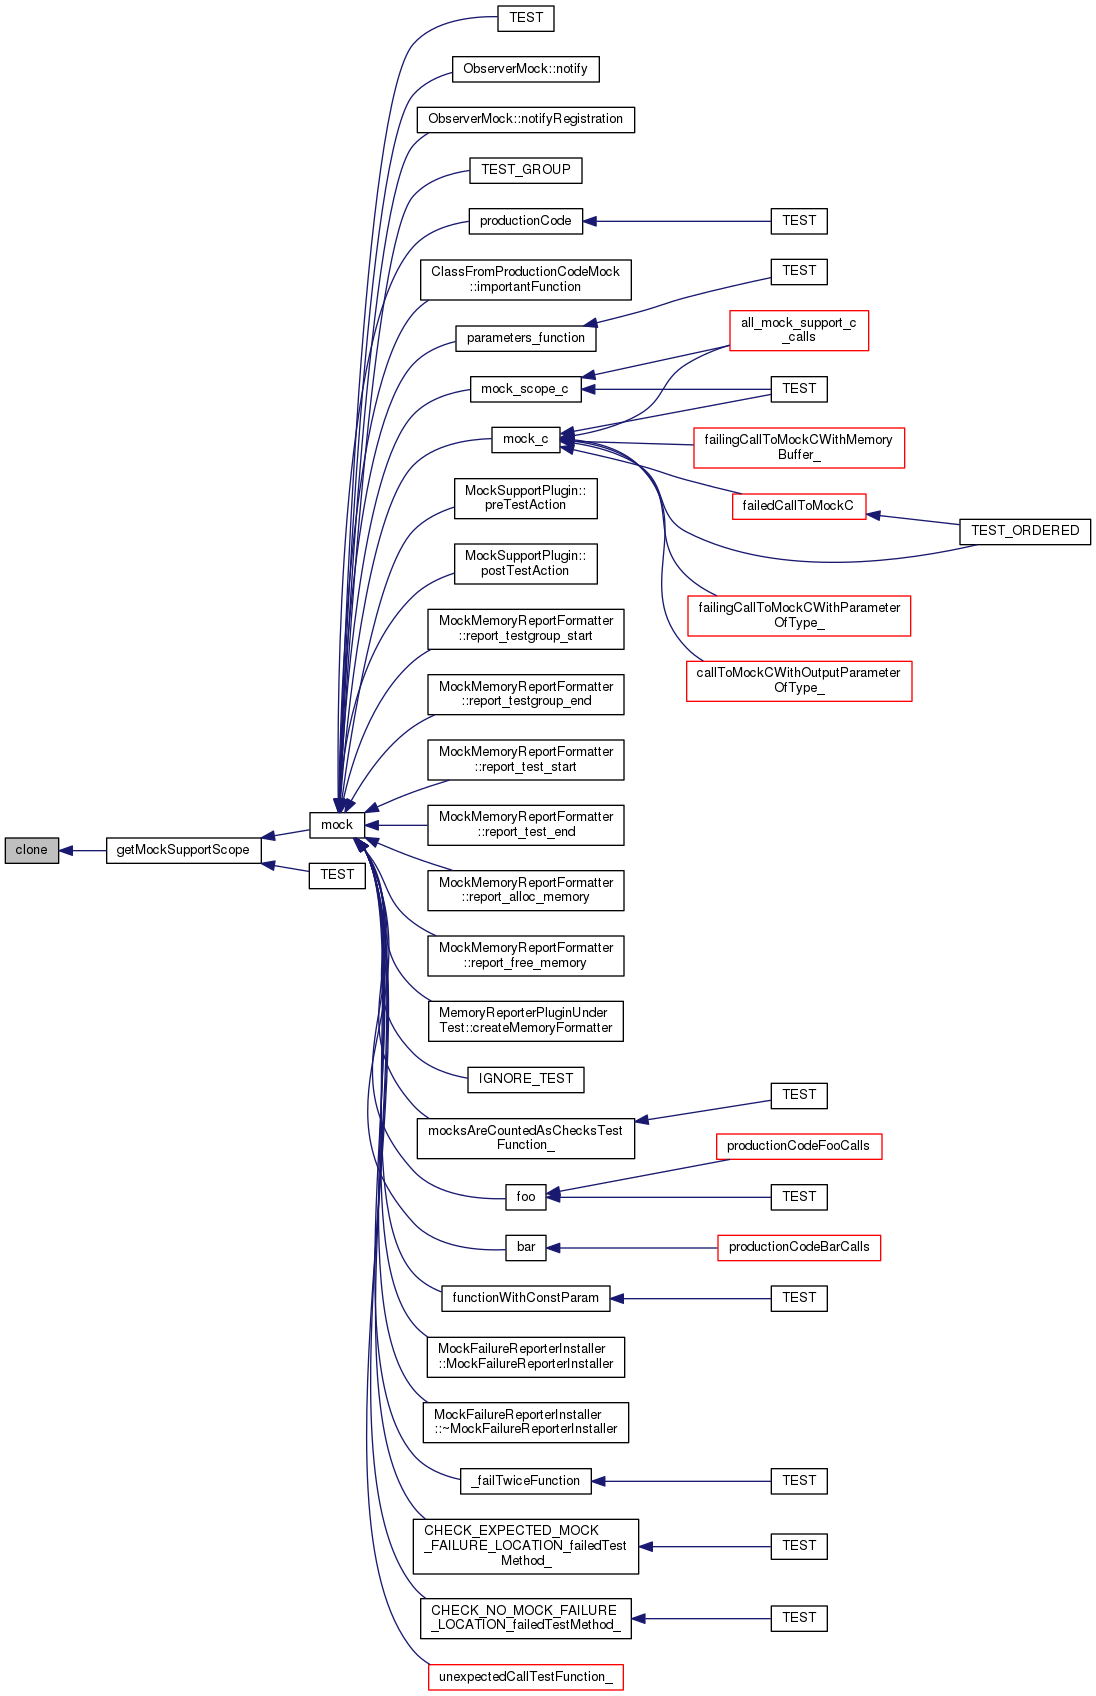 TEST
ObserverMock::notify
ObserverMock::notifyRegistration
TEST_GROUP
productionCode
TEST
ClassFromProductionCodeMock
::importantFunction
TEST
parameters_function
all_mock_support_c
_calls
mock_scope_c
TEST
mock_c
failingCallToMockCWithMemory
Buffer_
MockSupportPlugin::
preTestAction
failedCallToMockC
TEST_ORDERED
MockSupportPlugin::
postTestAction
failingCallToMockCWithParameter
OfType_
MockMemoryReportFormatter
::report_testgroup_start
callToMockCWithOutputParameter
OfType_
MockMemoryReportFormatter
::report_testgroup_end
MockMemoryReportFormatter
::report_test_start
mock
MockMemoryReportFormatter
::report_test_end
clone
getMockSupportScope
TEST
MockMemoryReportFormatter
::report_alloc_memory
MockMemoryReportFormatter
::report_free_memory
MemoryReporterPluginUnder
Test::createMemoryFormatter
IGNORE_TEST
TEST
mocksAreCountedAsChecksTest
Function_
productionCodeFooCalls
foo
TEST
bar
productionCodeBarCalls
functionWithConstParam
TEST
MockFailureReporterInstaller
::MockFailureReporterInstaller
MockFailureReporterInstaller
::~MockFailureReporterInstaller
_failTwiceFunction
TEST
CHECK_EXPECTED_MOCK
_FAILURE_LOCATION_failedTest
Method_
TEST
CHECK_NO_MOCK_FAILURE
_LOCATION_failedTestMethod_
TEST
unexpectedCallTestFunction_